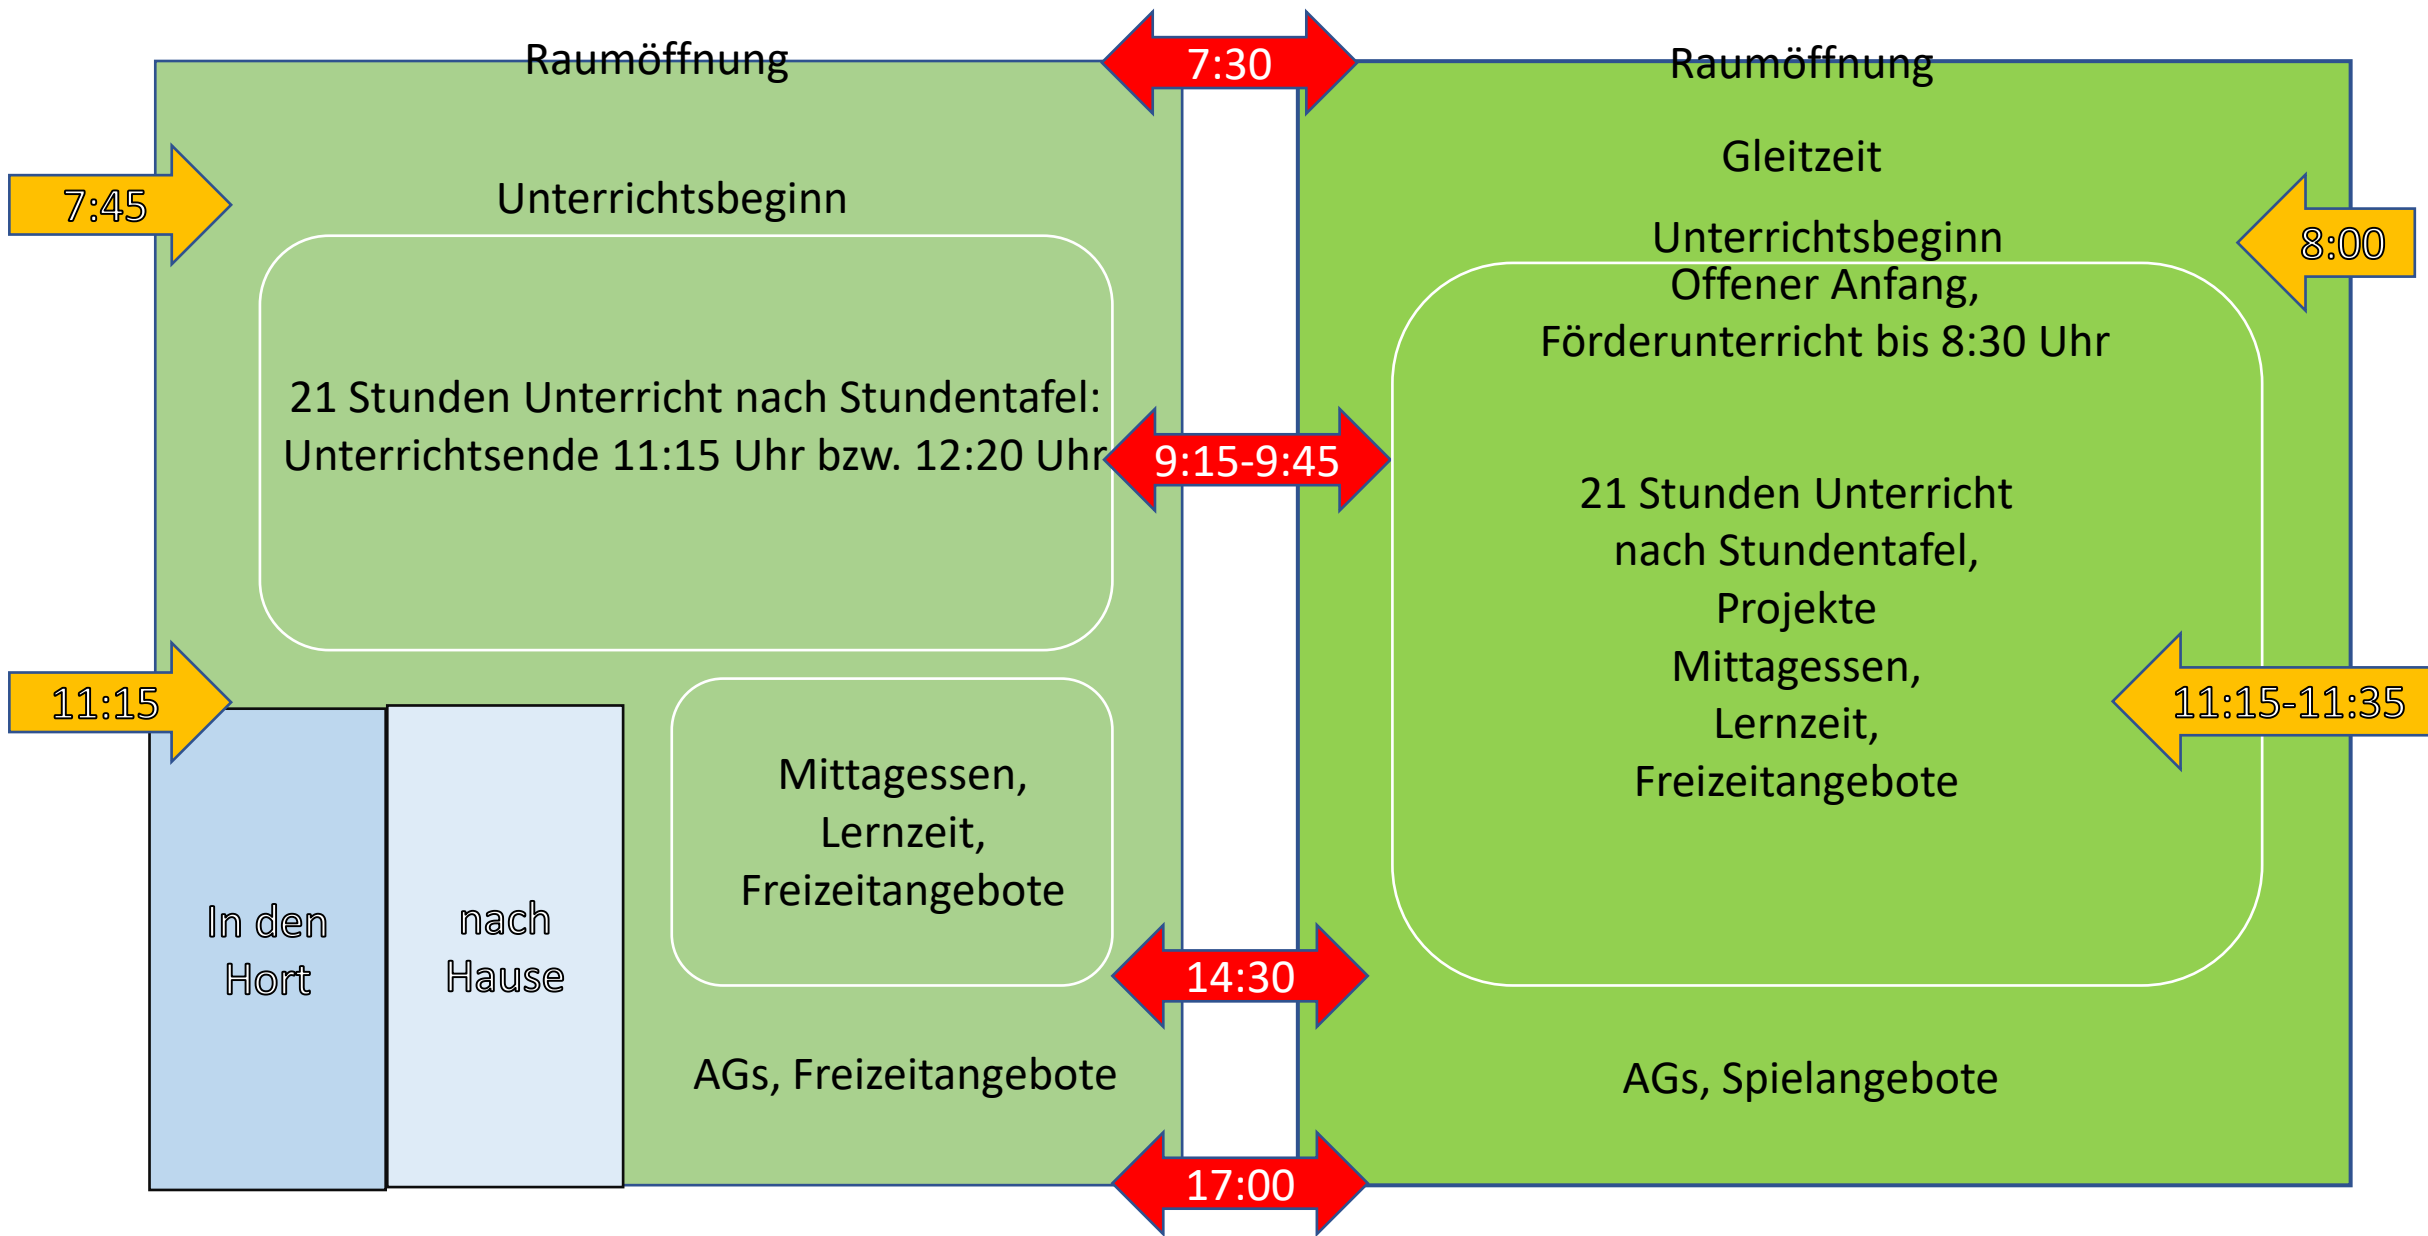 Raumöffnung
7:30
Raumöffnung
Gleitzeit
7:45
Unterrichtsbeginn
Unterrichtsbeginn
8:00
Offener Anfang,
Förderunterricht bis 8:30 Uhr
21 Stunden Unterricht nach Stundentafel:
Unterrichtsende 11:15 Uhr bzw. 12:20 Uhr
9:15-9:45
21 Stunden Unterricht
nach Stundentafel,
Projekte
Mittagessen,
Lernzeit,
Freizeitangebote
11:15
11:15-11:35
Mittagessen,
Lernzeit,
Freizeitangebote
In den
Hort
nach
Hause
14:30
AGs, Freizeitangebote
AGs, Spielangebote
17:00